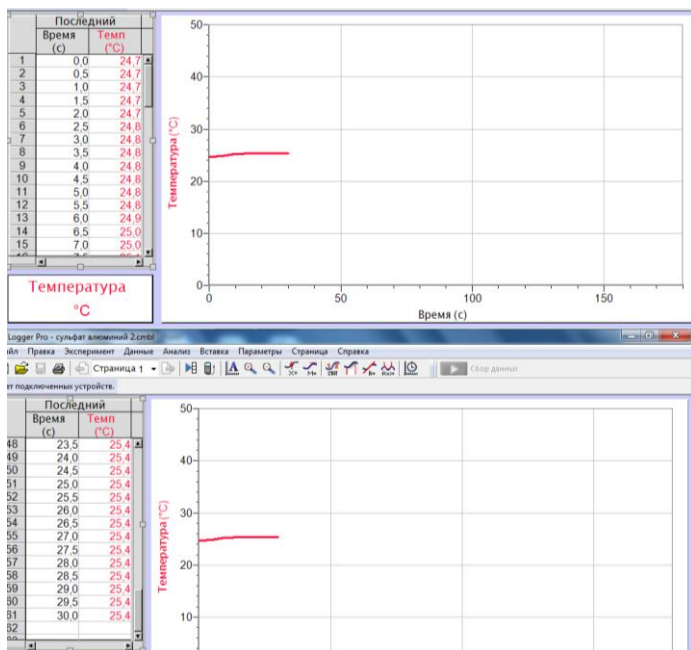 Последний
Время (с) Темп (°C)
1 0,0 24,7
2 0,5 24,7
3 1,0 24,7
4 1,5 24,7
5 2,0 24,7
6 2,5 24,8
7 3,0 24,8
8 3,5 24,8
9 4,0 24,8
10 4,5 24,8
11 5,0 24,8
12 5,5 24,8
13 6,0 24,9
14 6,5 25,0
15 7,0 25,0
Температура
°C
50
40
30
20
10
0
Температура (°C)
0 50 100 150
Время (с)
Logger Pro - сульфат алюминий 2.cmbl
йл Правка Эксперимент Данные Анализ Вставка Параметры Страница Справка
Страница 1 Сбор данных
ет подключенных устройств.
Последний
Время (с) Темп (°C)
48 23,5 25,4
49 24,0 25,4
50 24,5 25,4
51 25,0 25,4
52 25,5 25,4
53 26,0 25,4
54 26,5 25,4
55 27,0 25,4
56 27,5 25,4
57 28,0 25,4
58 28,5 25,4
59 29,0 25,4
60 29,5 25,4
61 30,0 25,4
62
50
40
30
20
10
Температура (°C)